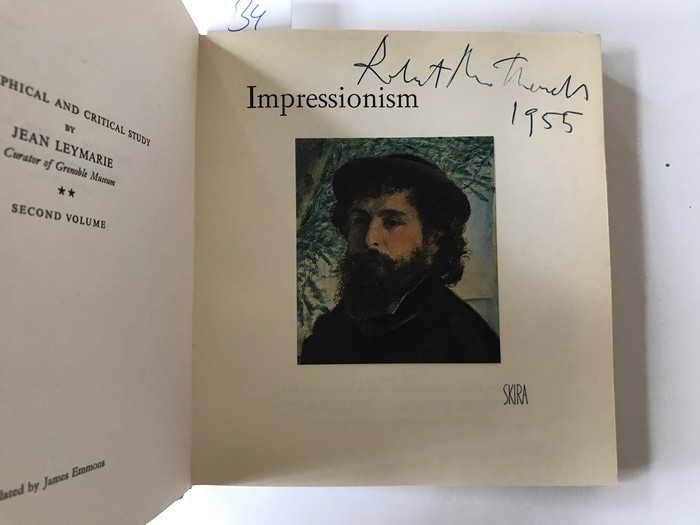 34
PHICAL AND CRITICAL STUDY
BY
JEAN LEYMARIE
Curator of Grenoble Museum
★★
SECOND VOLUME
lated by James Emmons
Robert
1955
Impressionism
SKIRA